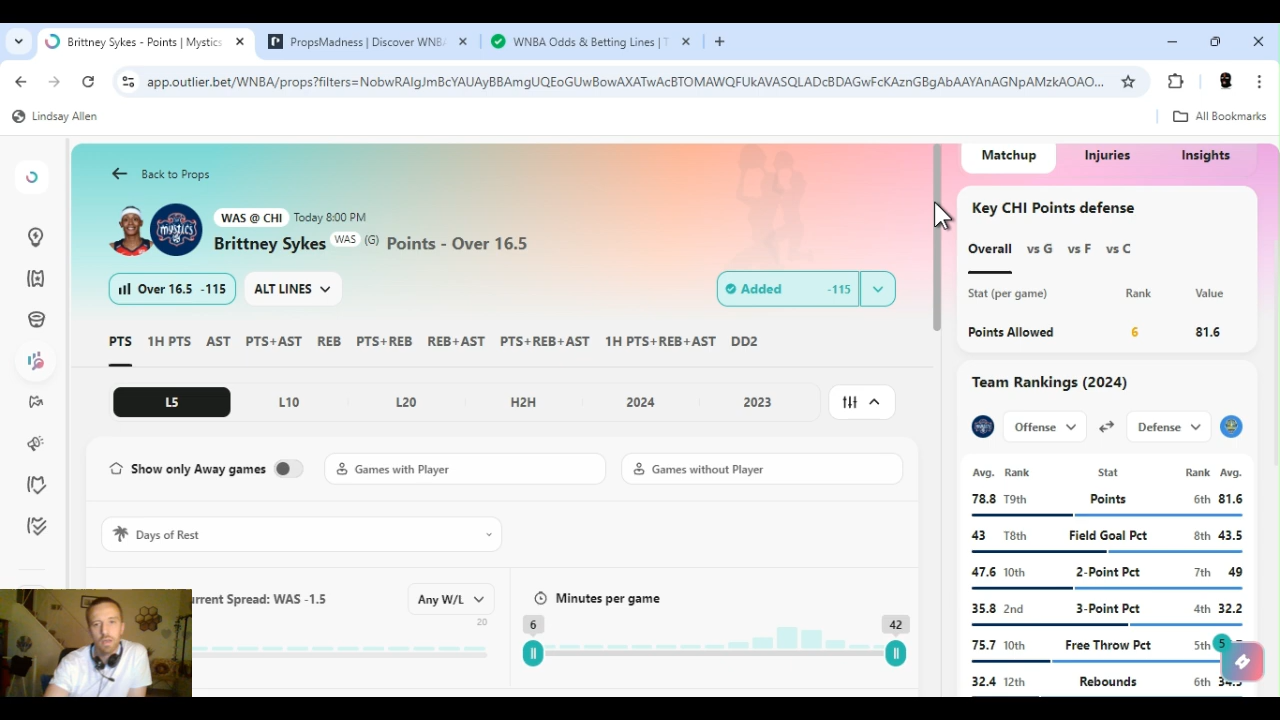 Brittney Sykes - Points | Mystics
PropsMadness | Discover WNB
WNBA Odds & Betting Lines | T
app.outlier.bet/WNBA/props?filters=NobwRAlgJmBcYAUAyBBAmgUQEoGUwBowAXATwAcBTOMAWQFUkAVASQLADcBDAGwFcKAznGBgAbAAYAnAGNpAMzkAOAO...
Lindsay Allen
All Bookmarks
Back to Props
WAS @ CHI Today 8:00 PM
mystics
Brittney Sykes WAS (G) Points - Over 16.5
Over 16.5 -115
ALT LINES
Added -115
PTS 1H PTS AST PTS+AST REB PTS+REB REB+AST PTS+REB+AST 1H PTS+REB+AST DD2
L5 L10 L20 H2H 2024 2023
Show only Away games
Games with Player
Games without Player
Days of Rest
rrent Spread: WAS -1.5
Any W/L
20
Minutes per game
6
42
Matchup Injuries Insights
Key CHI Points defense
Overall vs G vs F vs C
Stat (per game) Rank Value
Points Allowed 6 81.6
Team Rankings (2024)
Offense
Defense
Avg. Rank Stat Rank Avg.
78.8 T9th Points 6th 81.6
43 T8th Field Goal Pct 8th 43.5
47.6 10th 2-Point Pct 7th 49
35.8 2nd 3-Point Pct 4th 32.2
75.7 10th Free Throw Pct 5th
5
32.4 12th Rebounds 6th